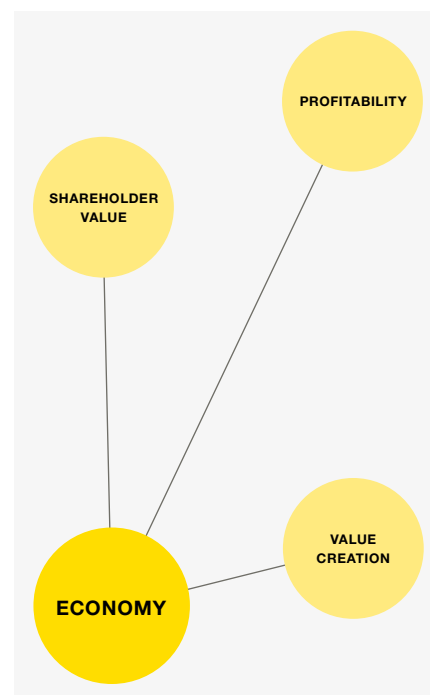 PROFITABILITY
SHAREHOLDER
VALUE
VALUE
CREATION
ECONOMY